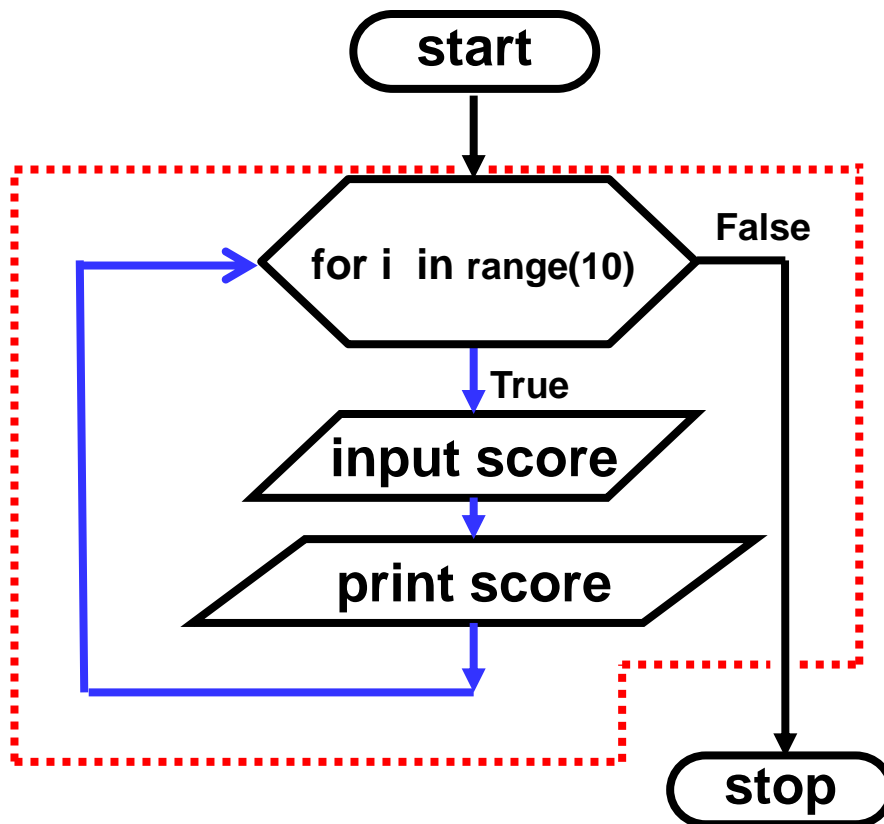 start
False
for i in range(10)
True
input score
print score
stop